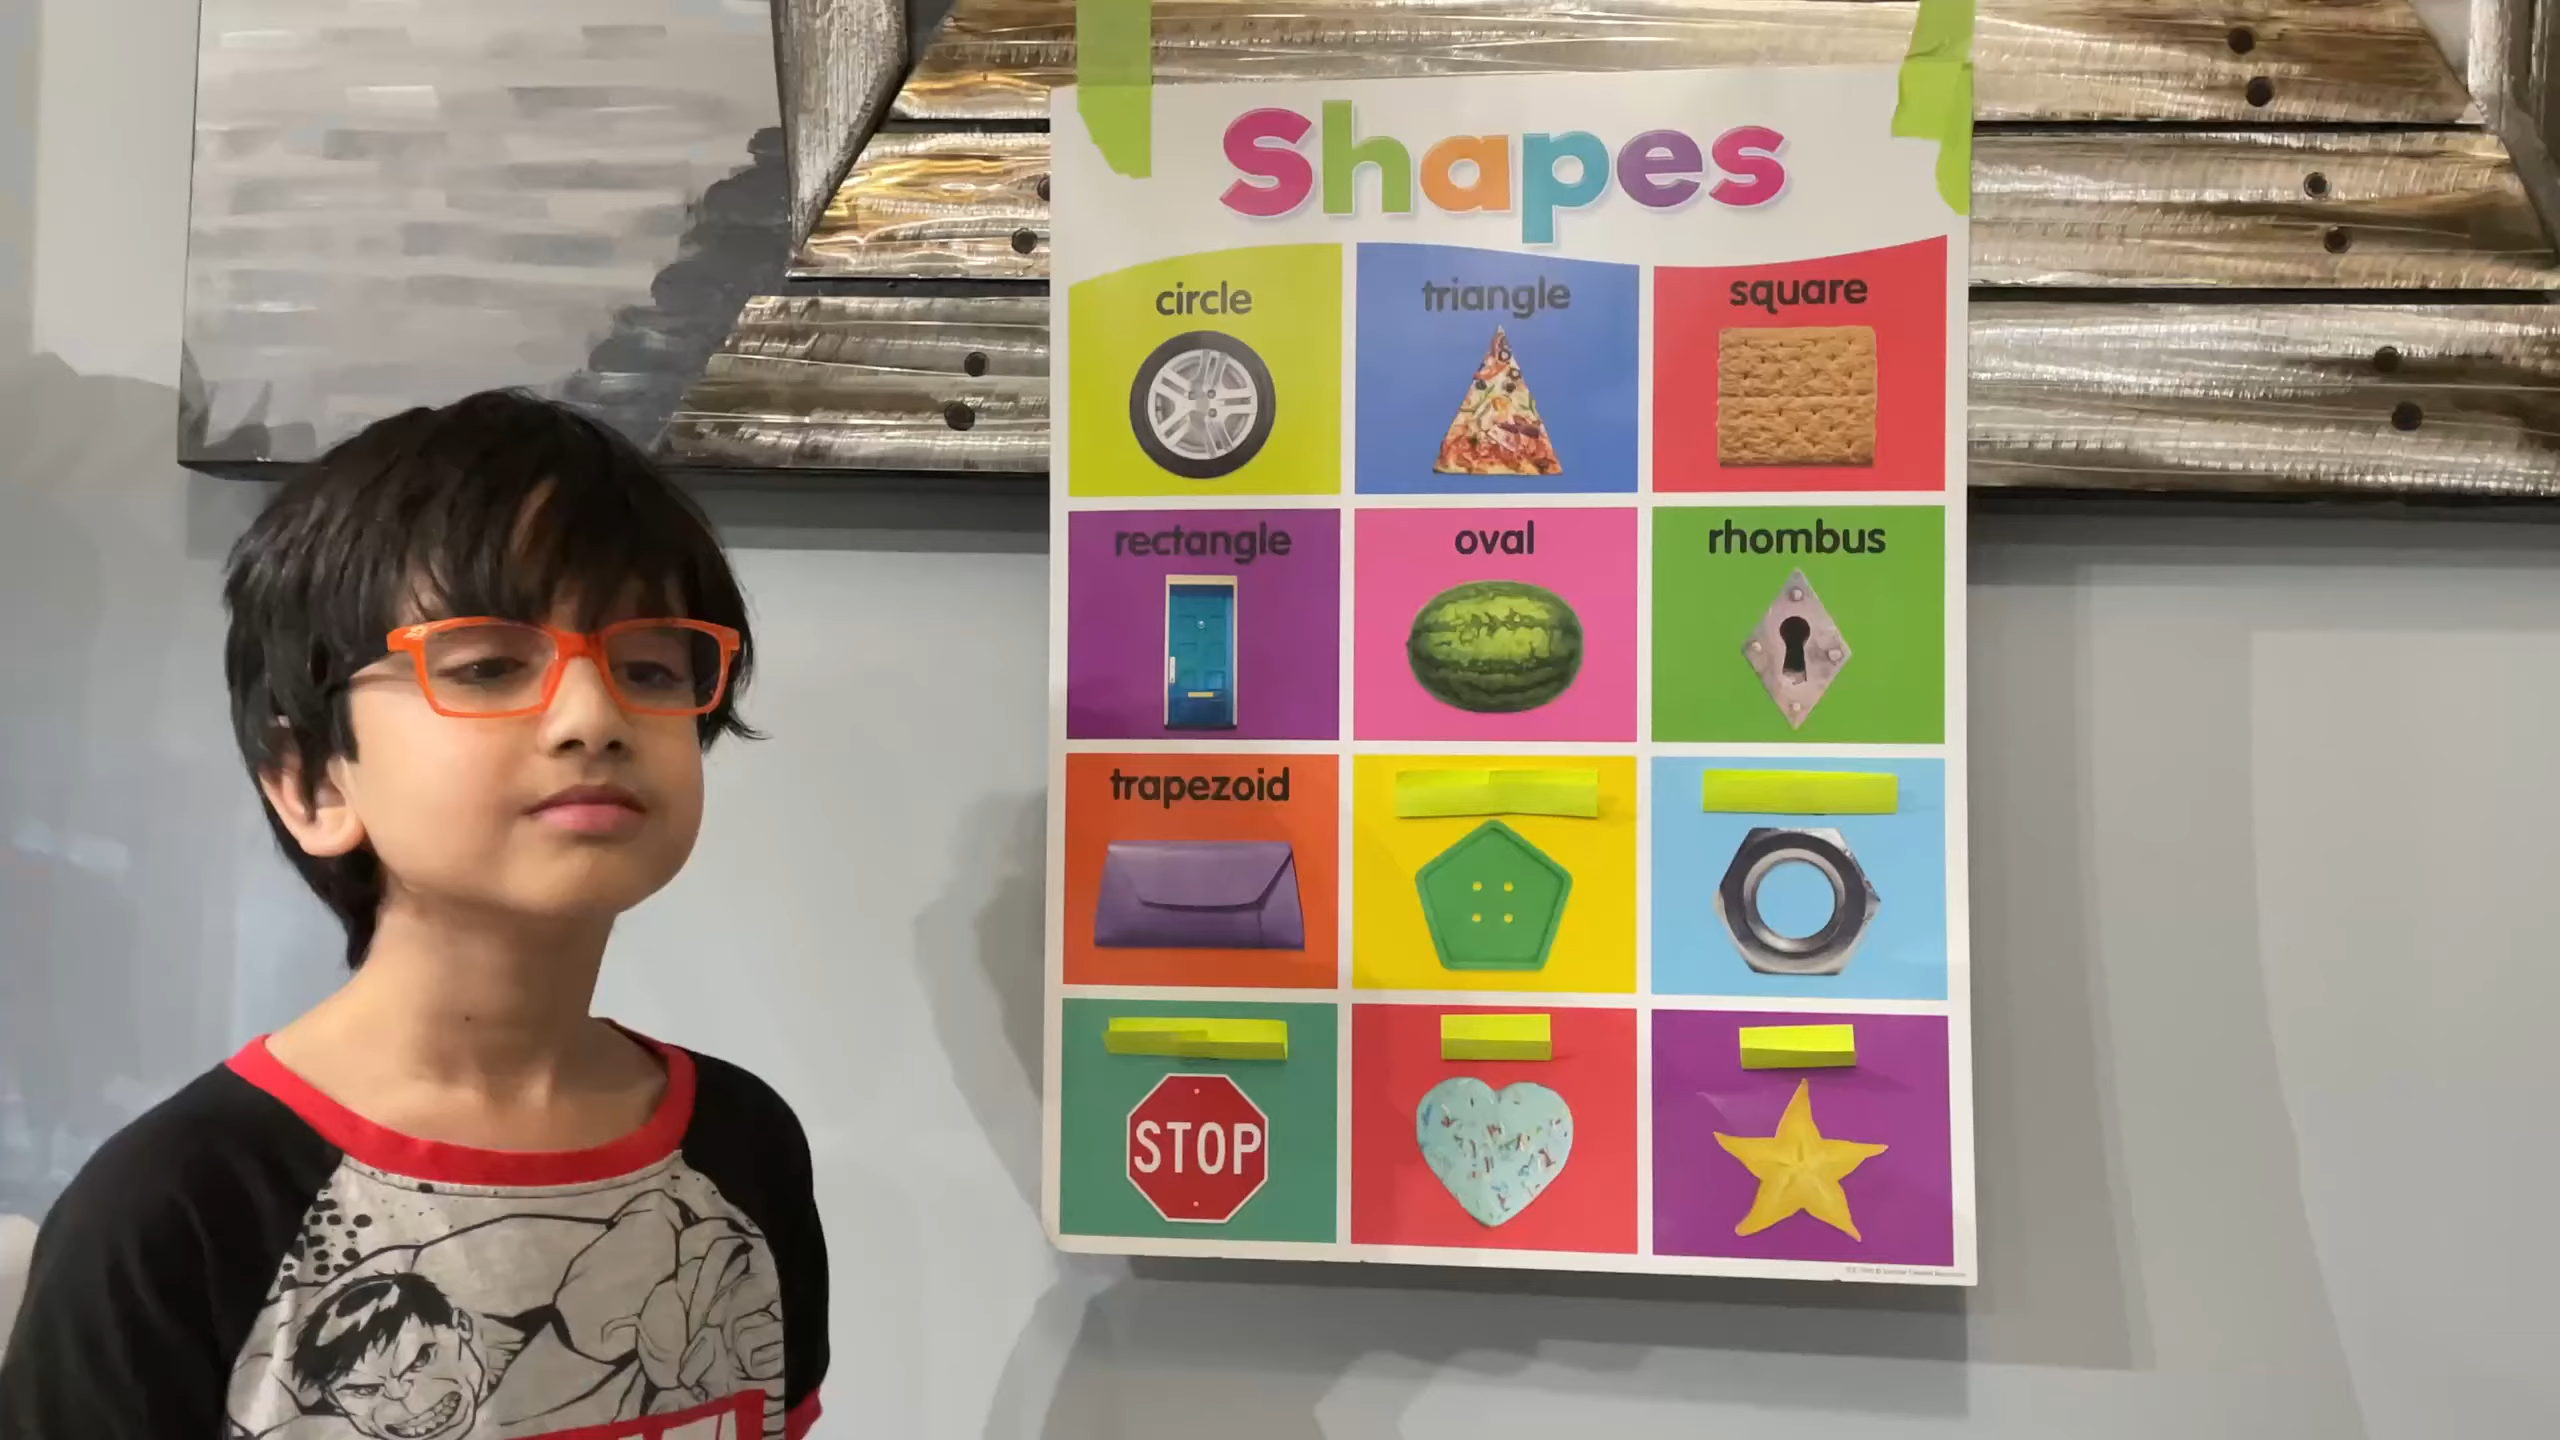 Shapes
circle
triangle
square
rectangle
oval
rhombus
trapezoid
STOP